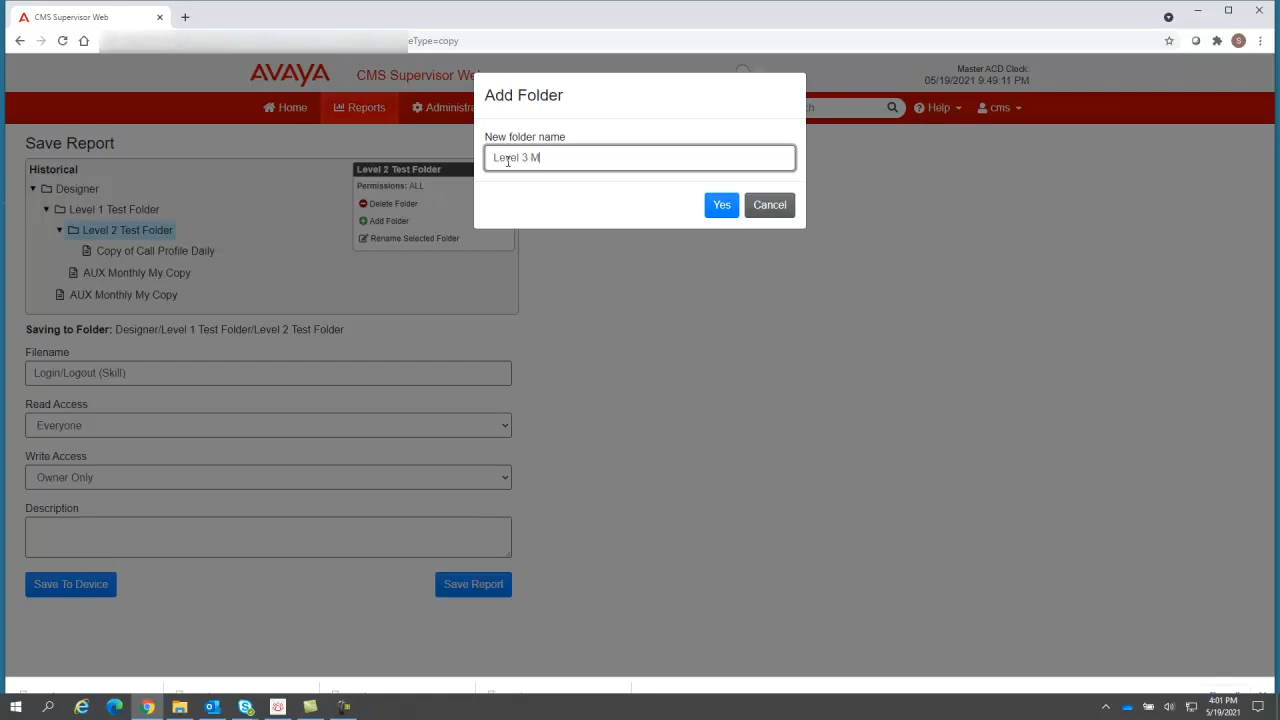 CMS Supervisor Web
eType=copy
AVAYA
CMS Supervisor We
Master ACD Clock:
05/19/2021 9:49:11 PM
Home
Reports
Administra
ch
Help
cms
Add Folder
New folder name
Level 3 M
Yes
Cancel
Save Report
Historical
Designer
Level 1 Test Folder
Level 2 Test Folder
Copy of Call Profile Daily
AUX Monthly My Copy
AUX Monthly My Copy
Level 2 Test Folder
Permissions: ALL
Delete Folder
Add Folder
Rename Selected Folder
Saving to Folder: Designer/Level 1 Test Folder/Level 2 Test Folder
Filename
Login/Logout (Skill)
Read Access
Everyone
Write Access
Owner Only
Description
Save To Device
Save Report
4:01 PM
5/19/2021